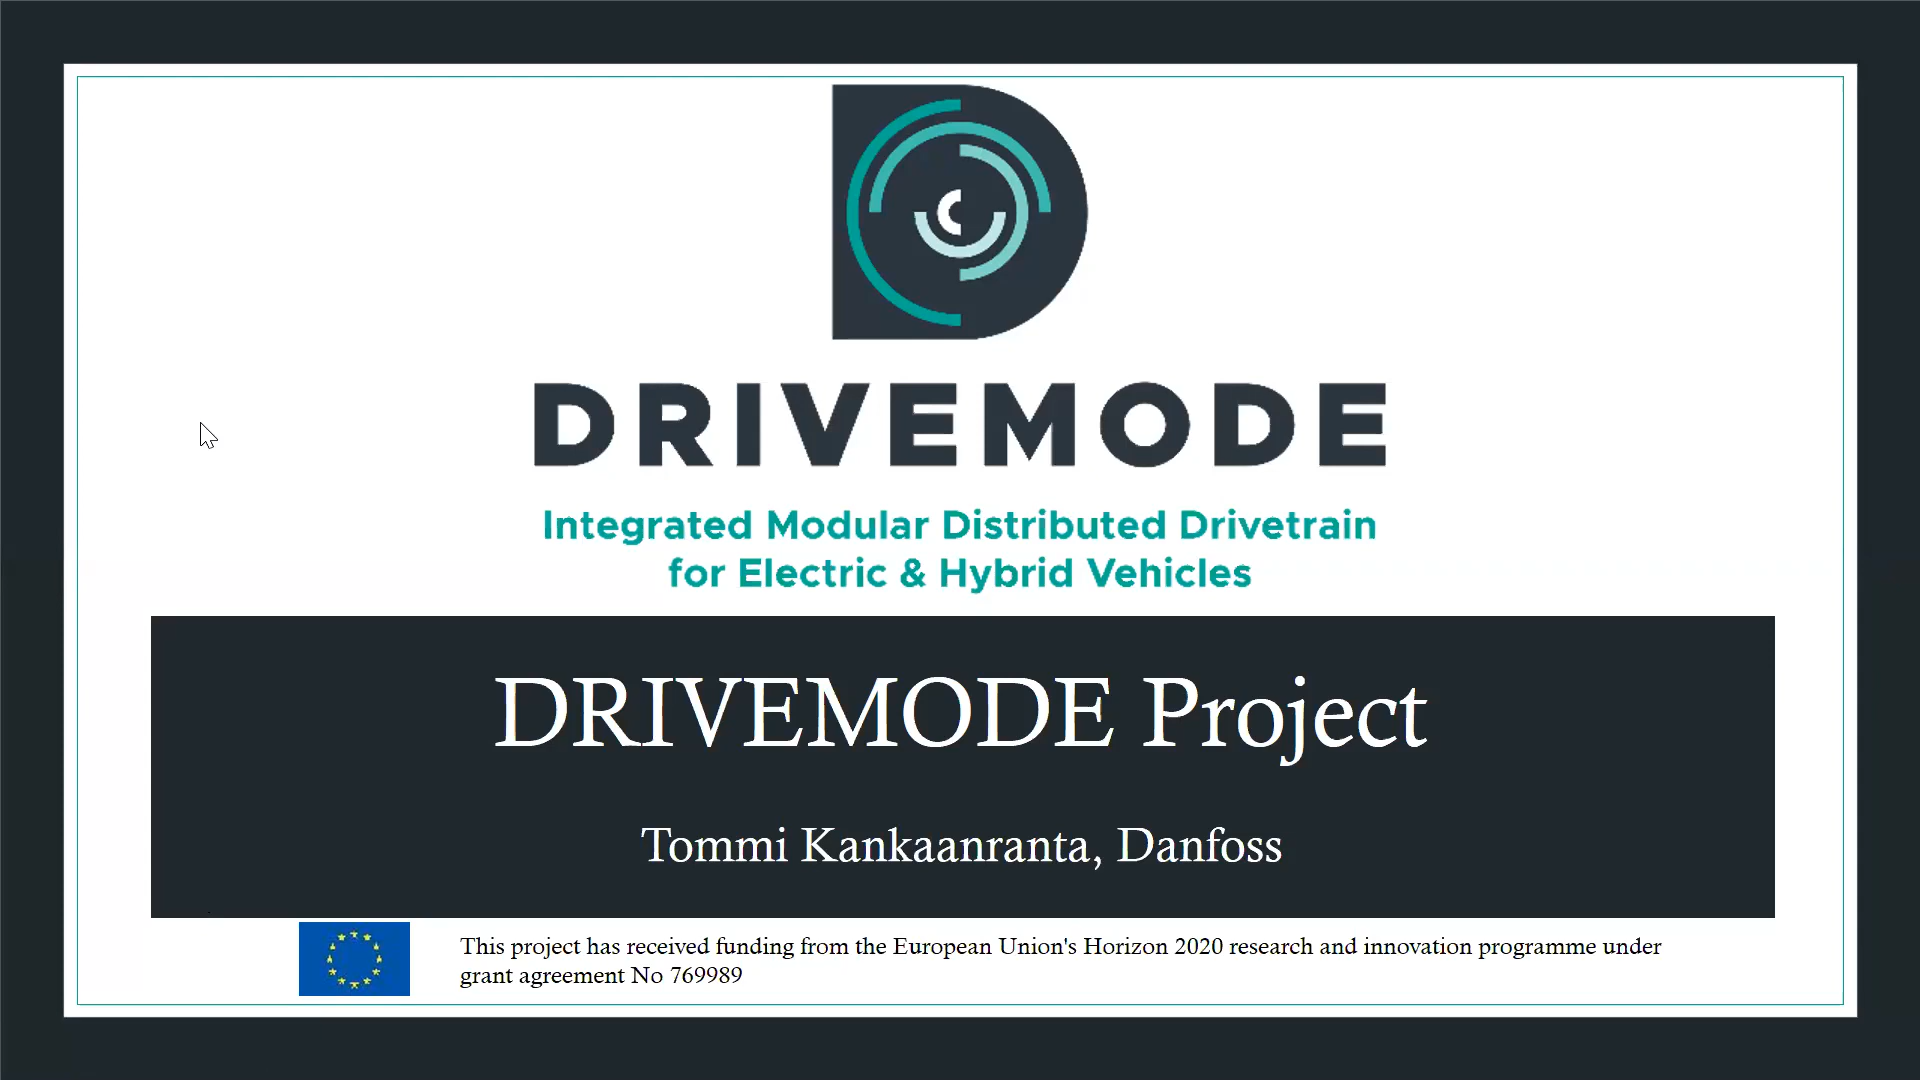 DRIVEMODE
Integrated Modular Distributed Drivetrain
for Electric & Hybrid Vehicles
DRIVEMODE Project
Tommi Kankaanranta, Danfoss
This project has received funding from the European Union's Horizon 2020 research and innovation programme under
grant agreement No 769989